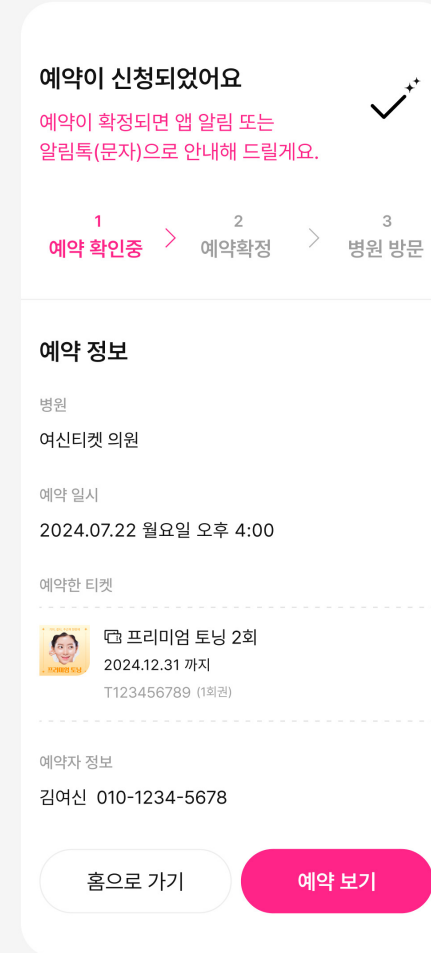 예약이 신청되었어요
예약이 확정되면 앱 알림 또는
알림톡(문자)으로 안내해 드릴게요.
1
예약 확인중
2
예약확정
3
병원 방문
예약 정보
병원
여신티켓 의원
예약 일시
2024.07.22 월요일 오후 4:00
예약한 티켓
프리미엄 토닝
프리미엄 토닝 2회
2024.12.31 까지
T123456789 (1회권)
예약자 정보
김여신 010-1234-5678
홈으로 가기
예약 보기